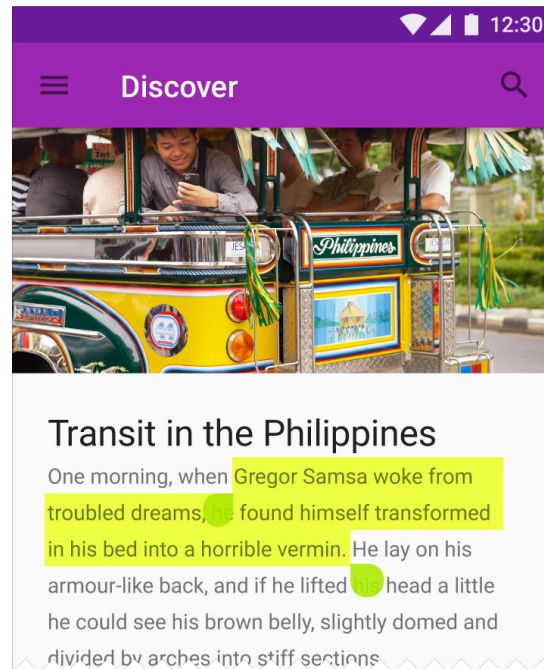 12:30
Discover
JES
Philippines
JES
Transit in the Philippines
One morning, when Gregor Samsa woke from
troubled dreams, he found himself transformed
in his bed into a horrible vermin. He lay on his
armour-like back, and if he lifted his head a little
he could see his brown belly, slightly domed and
divided by arches into stiff sections